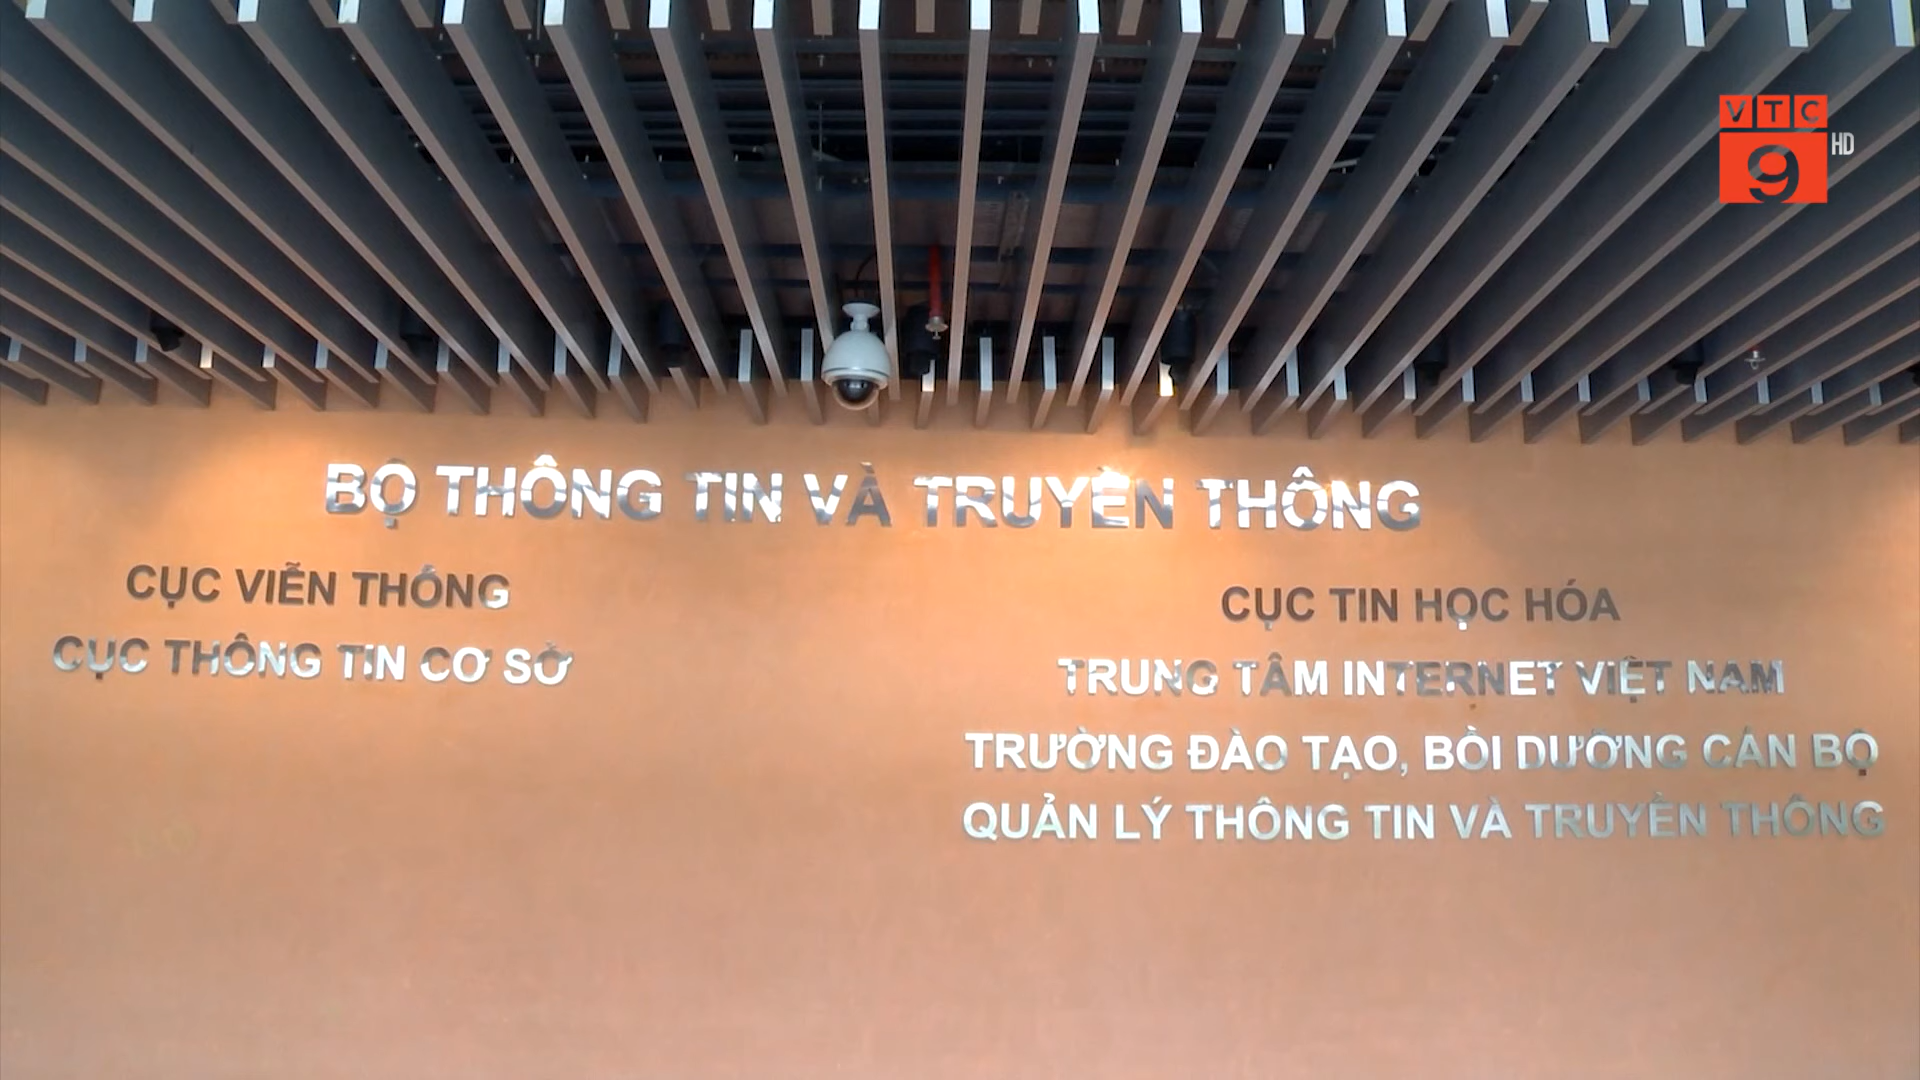 VTC
9 HD
BỘ THÔNG TIN VÀ TRUYỀN THÔNG
CỤC VIỄN THÔNG
CỤC THÔNG TIN CƠ SỞ
CỤC TIN HỌC HÓA
TRUNG TÂM INTERNET VIỆT NAM
TRƯỜNG ĐÀO TẠO, BỒI DƯỠNG CÁN BỘ
QUẢN LÝ THÔNG TIN VÀ TRUYỀN THÔNG